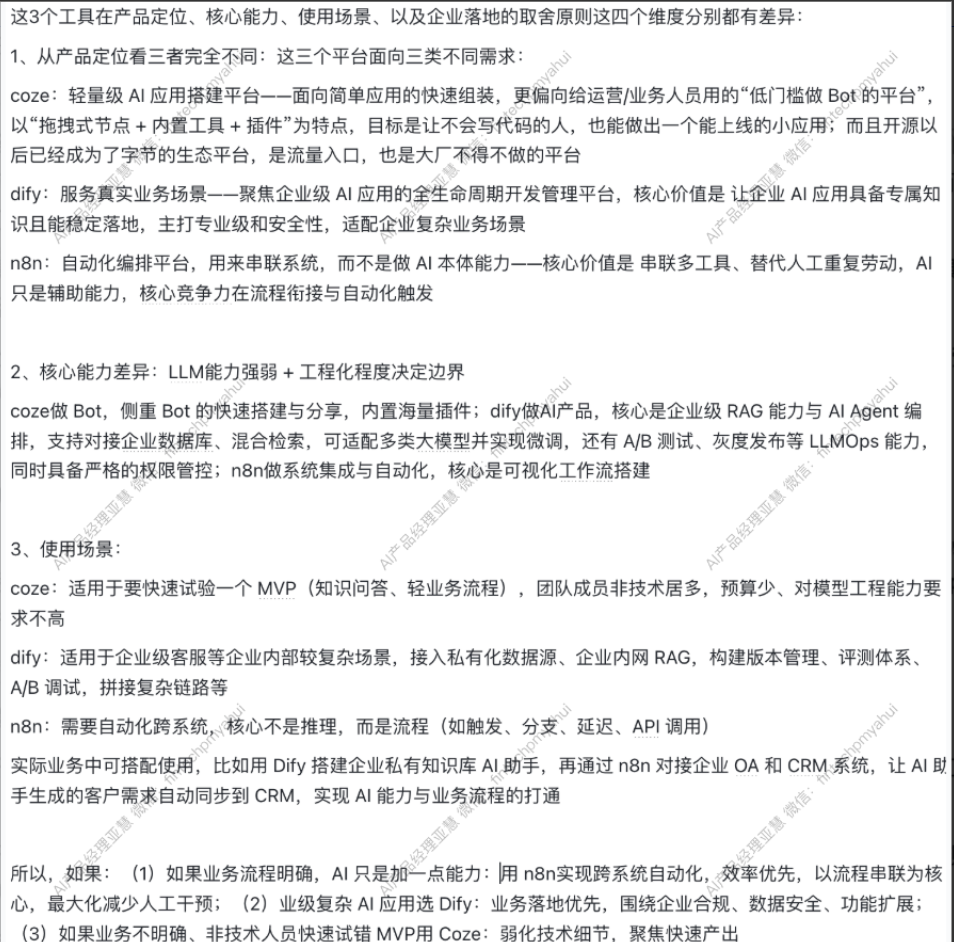 这3个工具在产品定位、核心能力、使用场景、以及企业落地的取舍原则这四个维度分别都有差异：
1、从产品定位看三者完全不同：这三个平台面向三类不同需求：
coze：轻量级 AI 应用搭建平台——面向简单应用的快速组装，更偏向给运营/业务人员用的“低门槛做 Bot 的平台”，
以“拖拽式节点 + 内置工具 + 插件”为特点，目标是让不会写代码的人，也能做出一个能上线的小应用；而且开源以
后已经成为了字节的生态平台，是流量入口，也是大厂不得不做的平台
dify：服务真实业务场景——聚焦企业级 AI 应用的全生命周期开发管理平台，核心价值是 让企业 AI 应用具备专属知
识且能稳定落地，主打专业级和安全性，适配企业复杂业务场景
n8n：自动化编排平台，用来串联系统，而不是做 AI 本体能力——核心价值是 串联多工具、替代人工重复劳动，AI
只是辅助能力，核心竞争力在流程衔接与自动化触发
2、核心能力差异：LLM能力强弱 + 工程化程度决定边界
coze做 Bot，侧重 Bot 的快速搭建与分享，内置海量插件；dify做AI产品，核心是企业级 RAG 能力与 AI Agent 编
排，支持对接企业数据库、混合检索，可适配多类大模型并实现微调，还有 A/B 测试、灰度发布等 LLMOps 能力，
同时具备严格的权限管控；n8n做系统集成与自动化，核心是可视化工作流搭建
3、使用场景：
coze：适用于要快速试验一个 MVP（知识问答、轻业务流程），团队成员非技术居多，预算少、对模型工程能力要
求不高
dify：适用于企业级客服等企业内部较复杂场景，接入私有化数据源、企业内网 RAG，构建版本管理、评测体系、
A/B 调试，拼接复杂链路等
n8n：需要自动化跨系统，核心不是推理，而是流程（如触发、分支、延迟、API 调用）
实际业务中可搭配使用，比如用 Dify 搭建企业私有知识库 AI 助手，再通过 n8n 对接企业 OA 和 CRM 系统，让 AI 助
手生成的客户需求自动同步到 CRM，实现 AI 能力与业务流程的打通
所以，如果：（1）如果业务流程明确，AI 只是加一点能力：用 n8n实现跨系统自动化，效率优先，以流程串联为核
心，最大化减少人工干预；（2）业级复杂 AI 应用选 Dify：业务落地优先，围绕企业合规、数据安全、功能扩展；
（3）如果业务不明确、非技术人员快速试错 MVP用 Coze：弱化技术细节，聚焦快速产出